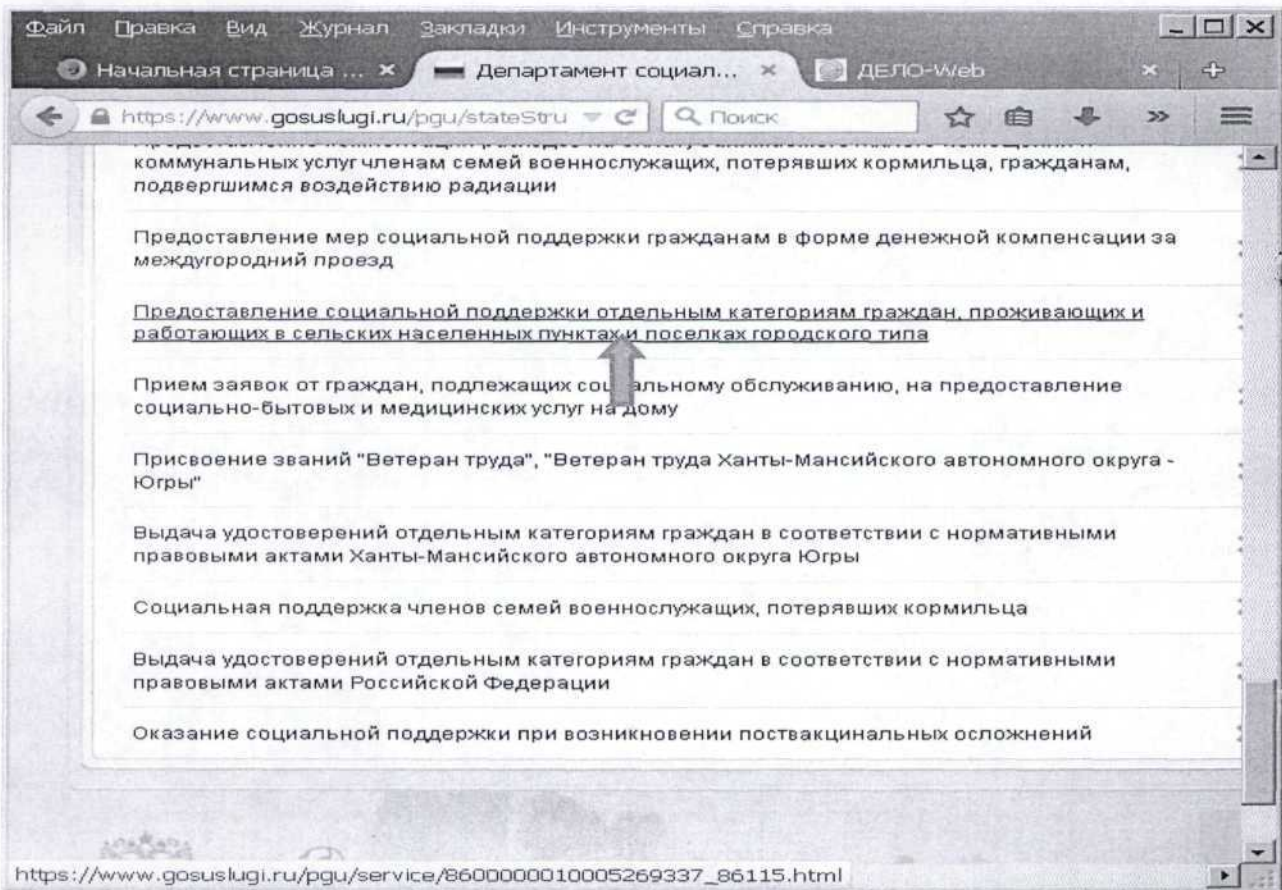 Файл Правка Вид Журнал Закладки Инструменты Справка
Начальная страница ... Департамент социал... ДЕЛО-Web
https://www.gosuslugi.ru/pgu/stateStru Поиск
коммунальных услуг членам семей военнослужащих, потерявших кормильца, гражданам,
подвергшимся воздействию радиации
Предоставление мер социальной поддержки гражданам в форме денежной компенсации за
междугородний проезд
Предоставление социальной поддержки отдельным категориям граждан, проживающих и
работающих в сельских населенных пунктах и поселках городского типа
Прием заявок от граждан, подлежащих социальному обслуживанию, на предоставление
социально-бытовых и медицинских услуг на дому
Присвоение званий "Ветеран труда", "Ветеран труда Ханты-Мансийского автономного округа -
Югры"
Выдача удостоверений отдельным категориям граждан в соответствии с нормативными
правовыми актами Ханты-Мансийского автономного округа Югры
Социальная поддержка членов семей военнослужащих, потерявших кормильца
Выдача удостоверений отдельным категориям граждан в соответствии с нормативными
правовыми актами Российской Федерации
Оказание социальной поддержки при возникновении поствакцинальных осложнений
https://www.gosuslugi.ru/pgu/service/8600000010005269337_86115.html